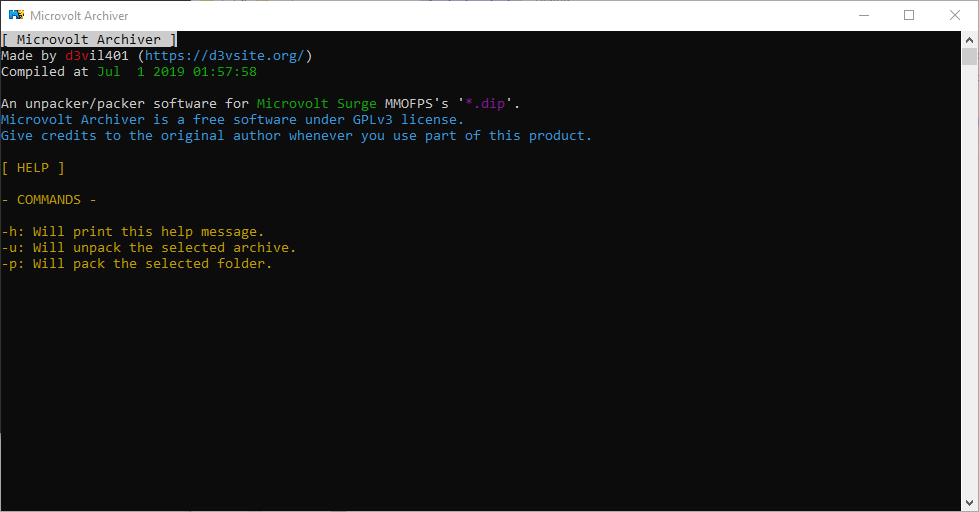 Microvolt Archiver
[ Microvolt Archiver ]
Made by d3vil401 (https://d3vsite.org/)
Compiled at Jul  1 2019 01:57:58
An unpacker/packer software for Microvolt Surge MMOFPS's '*.dip'.
Microvolt Archiver is a free software under GPLv3 license.
Give credits to the original author whenever you use part of this product.
[ HELP ]
- COMMANDS -
-h: Will print this help message.
-u: Will unpack the selected archive.
-p: Will pack the selected folder.